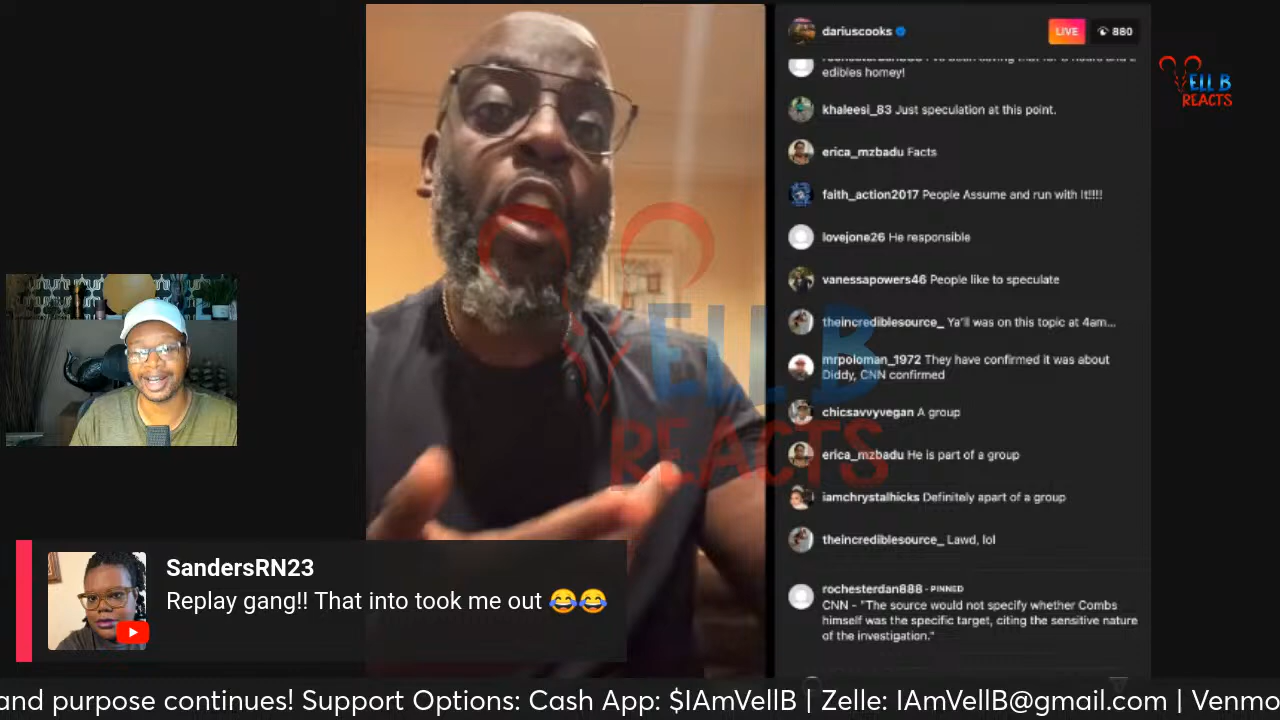 dariuscooks
LIVE
880
edibles homey!
khaleesi_83 Just speculation at this point.
erica_mzbadu Facts
faith_action2017 People Assume and run with It!!!!
lovejone26 He responsible
vanessapowers46 People like to speculate
theincrediblesource_ Ya'll was on this topic at 4am...
mrpoloman_1972 They have confirmed it was about
Diddy, CNN confirmed
chicsavvyvegan A group
erica_mzbadu He is part of a group
iamchrystalhicks Definitely apart of a group
theincrediblesource_ Lawd, lol
rochesterdan888 - PINNED
CNN - "The source would not specify whether Combs
himself was the specific target, citing the sensitive nature
of the investigation."
VELL B
REACTS
VELL B
REACTS
SandersRN23
Replay gang!! That into took me out 😂😂
and purpose continues! Support Options: Cash App: $IAmVellB | Zelle: IAmVellB@gmail.com | Venmo